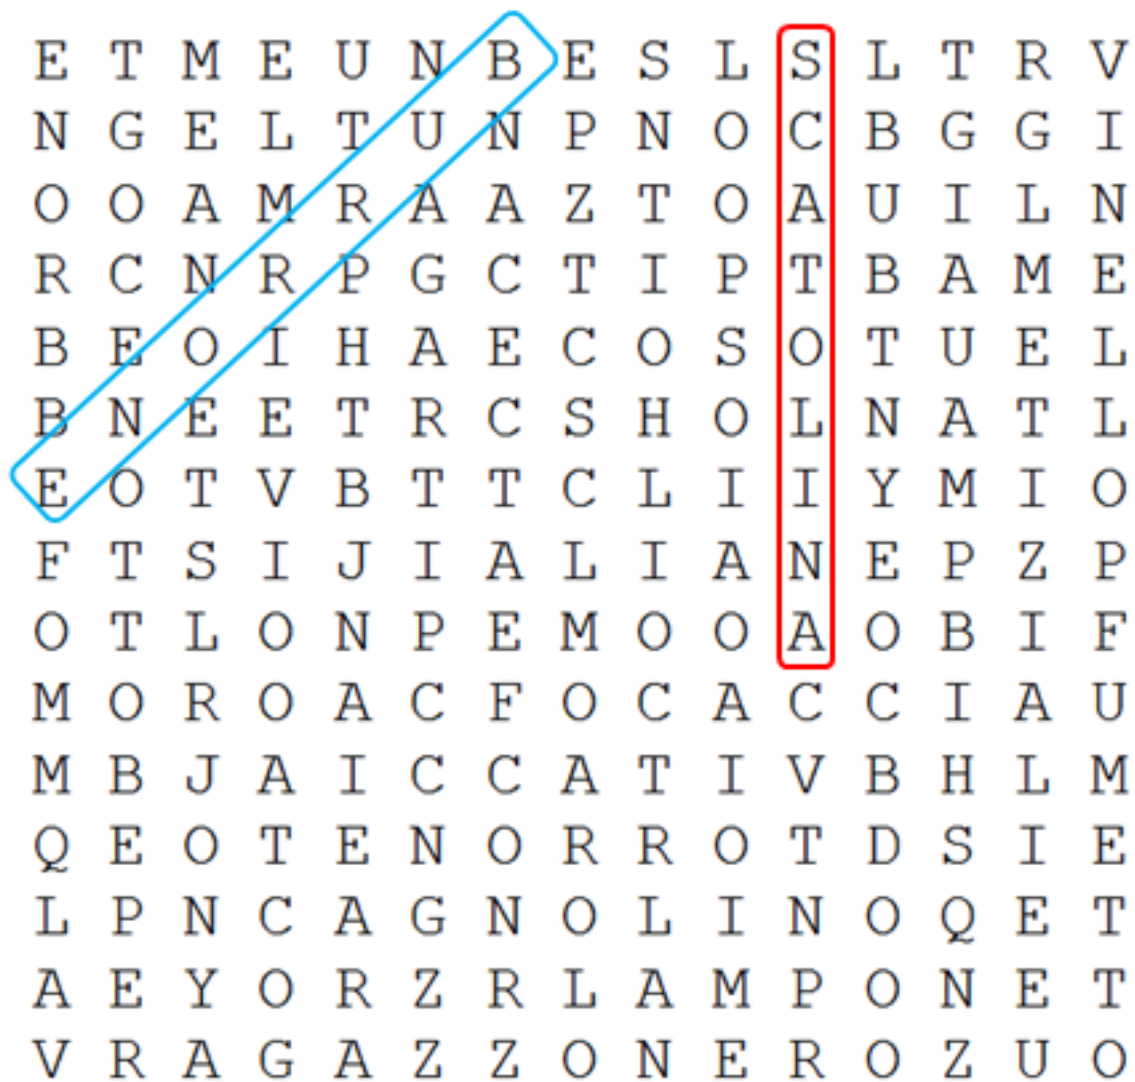 E T M E U N B E S L S L T R V
N G E L T U N P N O C B G G I
O O A M R A A Z T O A U I L N
R C N R P G C T I P T B A M E
B E O I H A E C O S O T U E L
B N E E T R C S H O L N A T L
E O T V B T T C L I I Y M I O
F T S I J I A L I A N E P Z P
O T L O N P E M O O A O B I F
M O R O A C F O C A C C I A U
M B J A I C C A T I V B H L M
Q E O T E N O R R O T D S I E
L P N C A G N O L I N O Q E T
A E Y O R Z R L A M P O N E T
V R A G A Z Z O N E R O Z U O